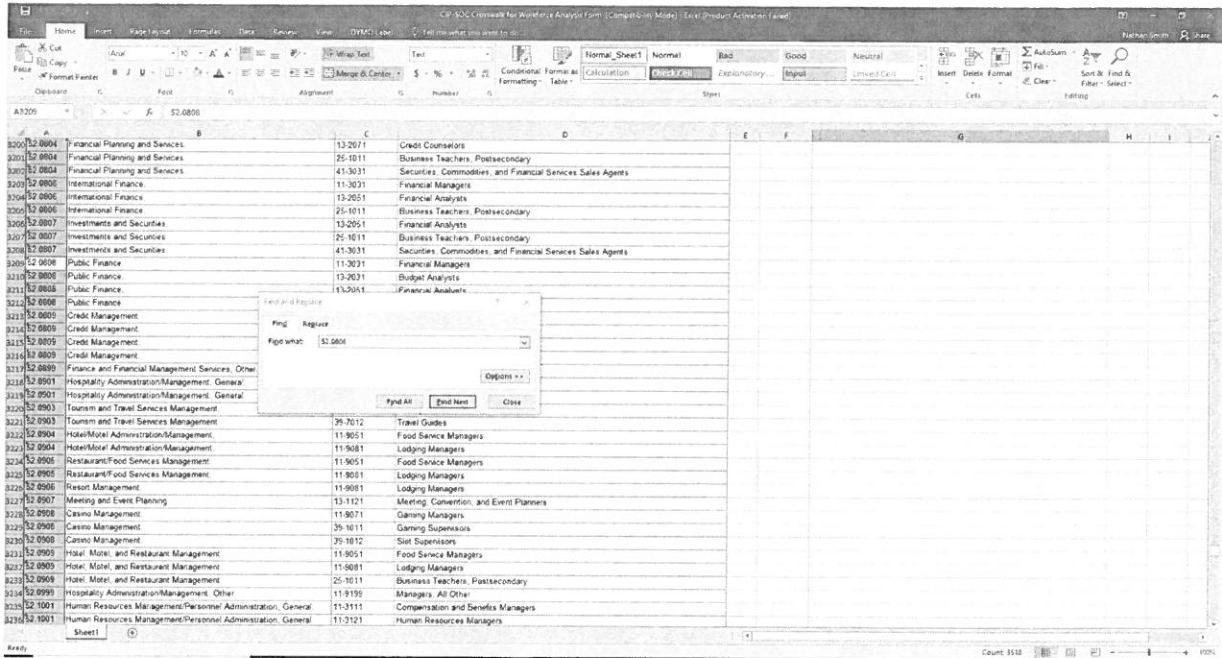 CIP-SOC Crosswalk for Workforce Analysis Form [Compatibility Mode] - Excel (Product Activation Failed)
File Home Insert Page Layout Formulas Data Review View DYMO Label Tell me what you want to do... Nathan Smith Share
Cut Arial 10 Wrap Text Text Normal_Sheet1 Normal Bad Good Neutral AutoSum
Copy Fill
Paste Format Painter Merge & Center Conditional Formatting Format as Table Calculation Check Cell Explanatory ... Input Linked Cell Insert Delete Format Clear Sort & Filter Find & Select
Clipboard Font Alignment Number Styles Cells Editing
A3209 fx 52.0808
A B C D E F G H I
3200 52.0804 Financial Planning and Services. 13-2071 Credit Counselors
3201 52.0804 Financial Planning and Services. 25-1011 Business Teachers, Postsecondary
3202 52.0804 Financial Planning and Services. 41-3031 Securities, Commodities, and Financial Services Sales Agents
3203 52.0806 International Finance. 11-3031 Financial Managers
3204 52.0806 International Finance. 13-2051 Financial Analysts
3205 52.0806 International Finance. 25-1011 Business Teachers, Postsecondary
3206 52.0807 Investments and Securities. 13-2051 Financial Analysts
3207 52.0807 Investments and Securities. 25-1011 Business Teachers, Postsecondary
3208 52.0807 Investments and Securities. 41-3031 Securities, Commodities, and Financial Services Sales Agents
3209 52.0808 Public Finance. 11-3031 Financial Managers
3210 52.0808 Public Finance. 13-2031 Budget Analysts
3211 52.0808 Public Finance. 13-2051 Financial Analysts
3212 52.0808 Public Finance.
3213 52.0809 Credit Management.
3214 52.0809 Credit Management.
3215 52.0809 Credit Management.
3216 52.0809 Credit Management.
3217 52.0899 Finance and Financial Management Services, Other.
3218 52.0901 Hospitality Administration/Management, General.
3219 52.0901 Hospitality Administration/Management, General.
3220 52.0903 Tourism and Travel Services Management.
Find and Replace
Find Replace
Find what: 52.0808
Options >>
Find All Find Next Close
3221 52.0903 Tourism and Travel Services Management. 39-7012 Travel Guides
3222 52.0904 Hotel/Motel Administration/Management. 11-9051 Food Service Managers
3223 52.0904 Hotel/Motel Administration/Management. 11-9081 Lodging Managers
3224 52.0905 Restaurant/Food Services Management. 11-9051 Food Service Managers
3225 52.0905 Restaurant/Food Services Management. 11-9081 Lodging Managers
3226 52.0906 Resort Management. 11-9081 Lodging Managers
3227 52.0907 Meeting and Event Planning. 13-1121 Meeting, Convention, and Event Planners
3228 52.0908 Casino Management. 11-9071 Gaming Managers
3229 52.0908 Casino Management. 39-1011 Gaming Supervisors
3230 52.0908 Casino Management. 39-1012 Slot Supervisors
3231 52.0909 Hotel, Motel, and Restaurant Management. 11-9051 Food Service Managers
3232 52.0909 Hotel, Motel, and Restaurant Management. 11-9081 Lodging Managers
3233 52.0909 Hotel, Motel, and Restaurant Management. 25-1011 Business Teachers, Postsecondary
3234 52.0999 Hospitality Administration/Management, Other. 11-9199 Managers, All Other
3235 52.1001 Human Resources Management/Personnel Administration, General. 11-3111 Compensation and Benefits Managers
3236 52.1001 Human Resources Management/Personnel Administration, General. 11-3121 Human Resources Managers
Sheet1
Ready Count: 3518 100%